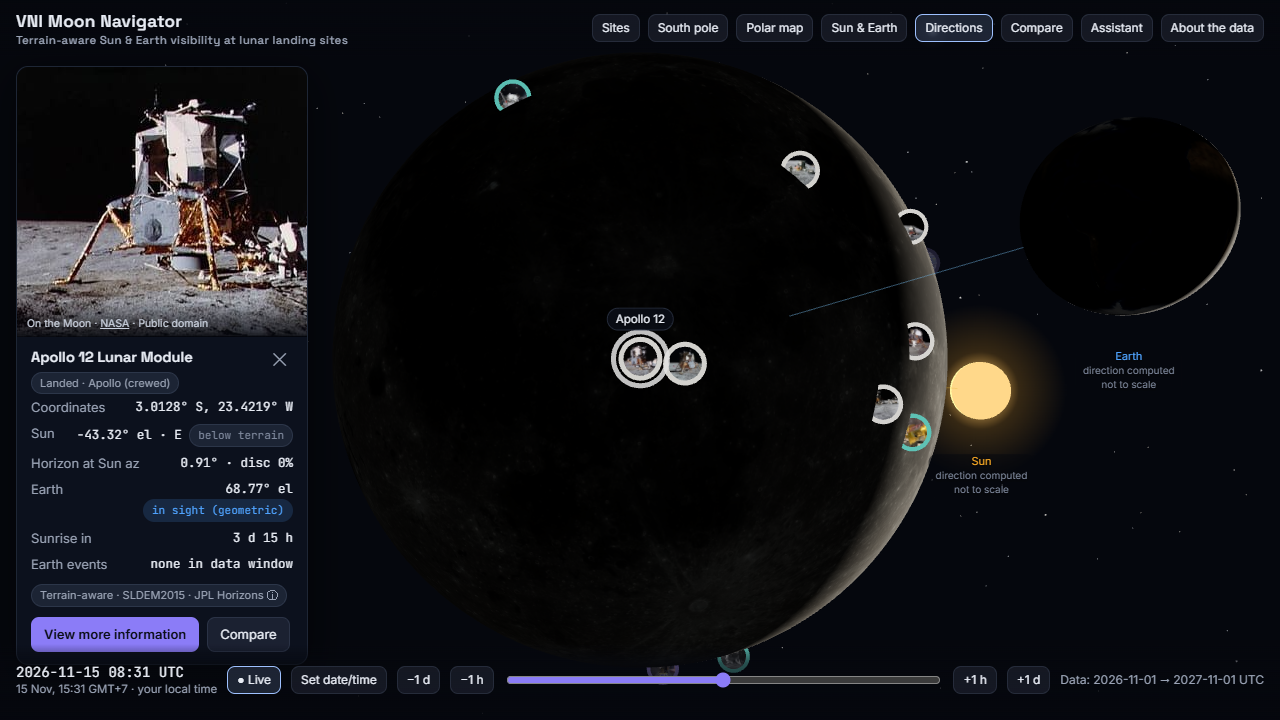 VNI Moon Navigator
Terrain-aware Sun & Earth visibility at lunar landing sites
Sites
South pole
Polar map
Sun & Earth
Directions
Compare
Assistant
About the data
On the Moon · NASA · Public domain
Apollo 12 Lunar Module
Landed · Apollo (crewed)
Coordinates 3.0128° S, 23.4219° W
Sun -43.32° el · E below terrain
Horizon at Sun az 0.91° · disc 0%
Earth 68.77° el
in sight (geometric)
Sunrise in 3 d 15 h
Earth events none in data window
Terrain-aware · SLDEM2015 · JPL Horizons ⓘ
View more information
Compare
Apollo 12
Earth
direction computed
not to scale
Sun
direction computed
not to scale
2026-11-15 08:31 UTC
15 Nov, 15:31 GMT+7 · your local time
● Live
Set date/time
−1 d
−1 h
+1 h
+1 d
Data: 2026-11-01 → 2027-11-01 UTC